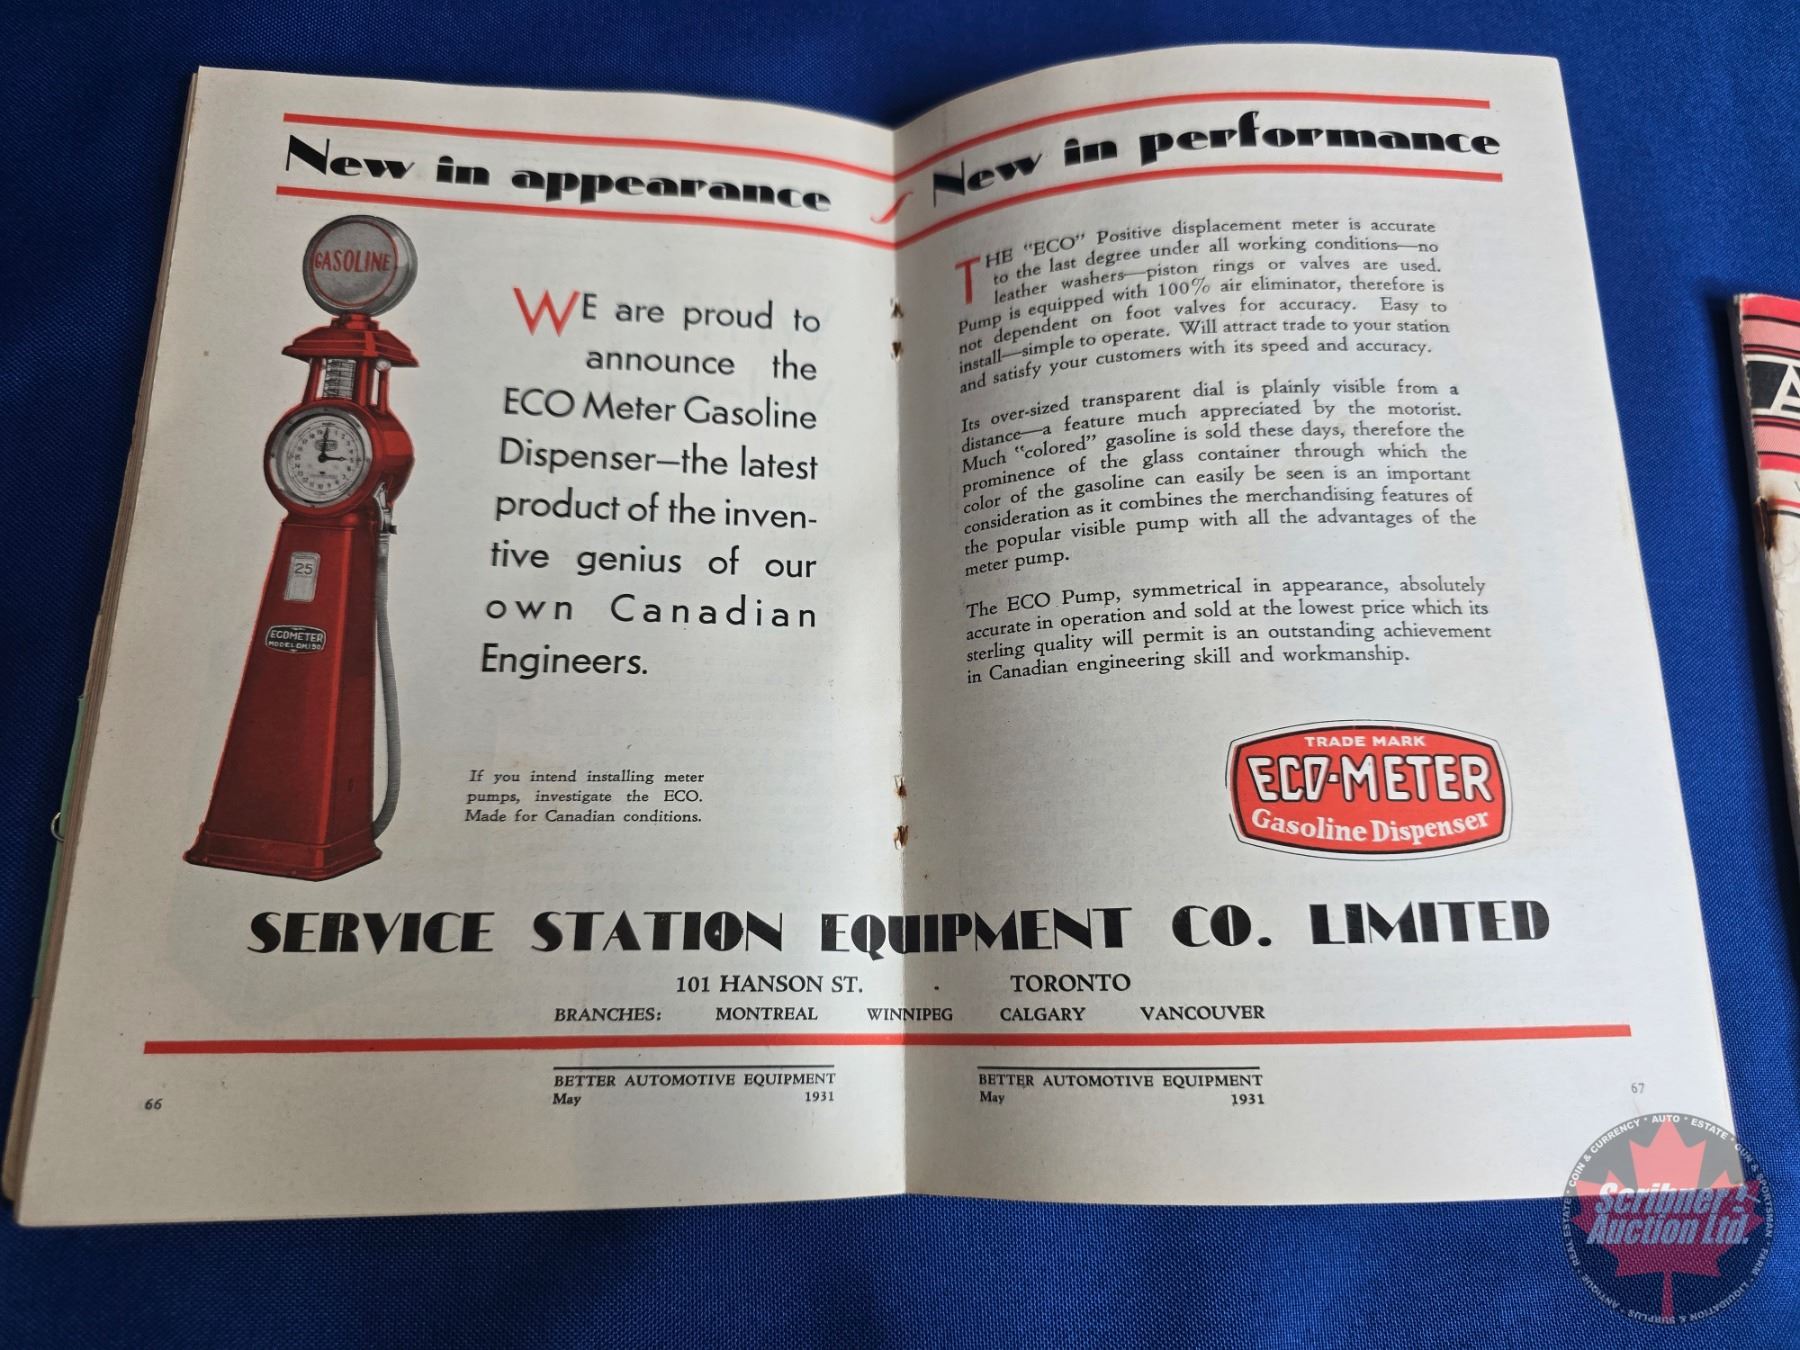 New in appearance
New in performance
GASOLINE
25
ECOMETER
WE are proud to
announce the
ECO Meter Gasoline
Dispenser—the latest
product of the inven-
tive genius of our
own Canadian
Engineers.
If you intend installing meter
pumps, investigate the ECO.
Made for Canadian conditions.
THE "ECO" Positive displacement meter is accurate
to the last degree under all working conditions—no
leather washers—piston rings or valves are used.
Pump is equipped with 100% air eliminator, therefore is
not dependent on foot valves for accuracy. Easy to
install—simple to operate. Will attract trade to your station
and satisfy your customers with its speed and accuracy.
Its over-sized transparent dial is plainly visible from a
distance—a feature much appreciated by the motorist.
Much "colored" gasoline is sold these days, therefore the
prominence of the glass container through which the
color of the gasoline can easily be seen is an important
consideration as it combines the merchandising features of
the popular visible pump with all the advantages of the
meter pump.
The ECO Pump, symmetrical in appearance, absolutely
accurate in operation and sold at the lowest price which its
sterling quality will permit is an outstanding achievement
in Canadian engineering skill and workmanship.
TRADE MARK
ECO-METER
Gasoline Dispenser
SERVICE STATION EQUIPMENT CO. LIMITED
101 HANSON ST. . TORONTO
BRANCHES: MONTREAL WINNIPEG CALGARY VANCOUVER
BETTER AUTOMOTIVE EQUIPMENT
May 1931
BETTER AUTOMOTIVE EQUIPMENT
May 1931
66
67
A
Scribner's
Auction Ltd.
COIN & CURRENCY * AUTO * ESTATE * GUN & SPORTSMAN * FARM * LIQUIDATION & SURPLUS * ANTIQUE * REAL ESTATE *